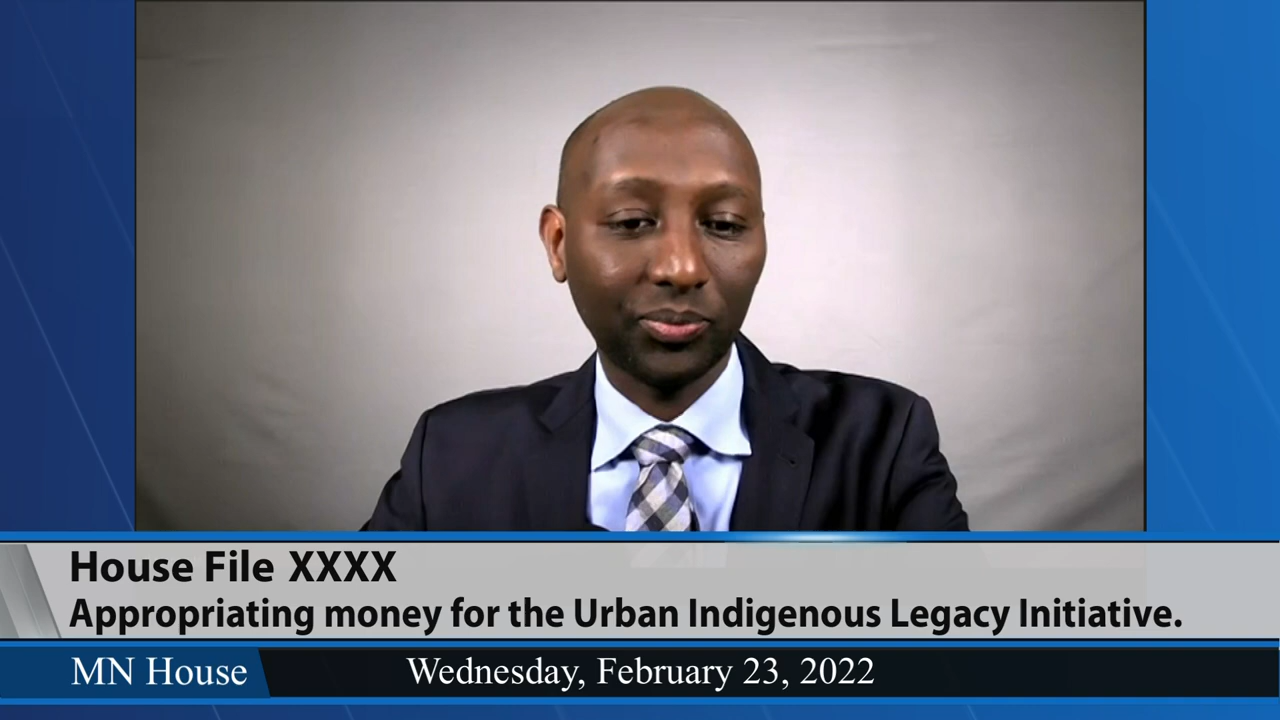 House File XXXX
Appropriating money for the Urban Indigenous Legacy Initiative.
MN House
Wednesday, February 23, 2022